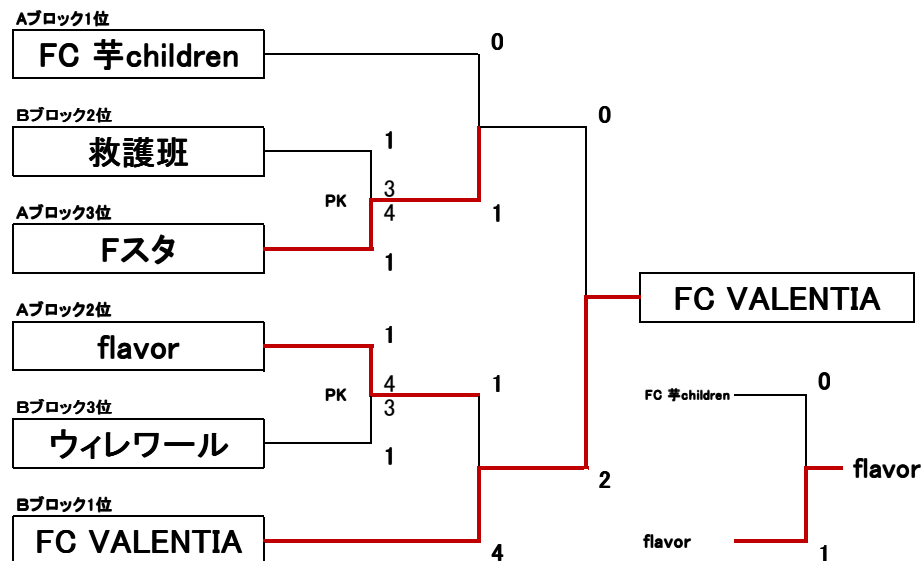 Aブロック1位
FC 芋children
0
0
Bブロック2位
救護班
1
PK
3
4
1
Aブロック3位
Fスタ
1
FC VALENTIA
Aブロック2位
flavor
1
PK
4
3
1
0
FC 芋children
Bブロック3位
ウィレワール
1
2
flavor
Bブロック1位
FC VALENTIA
4
flavor
1